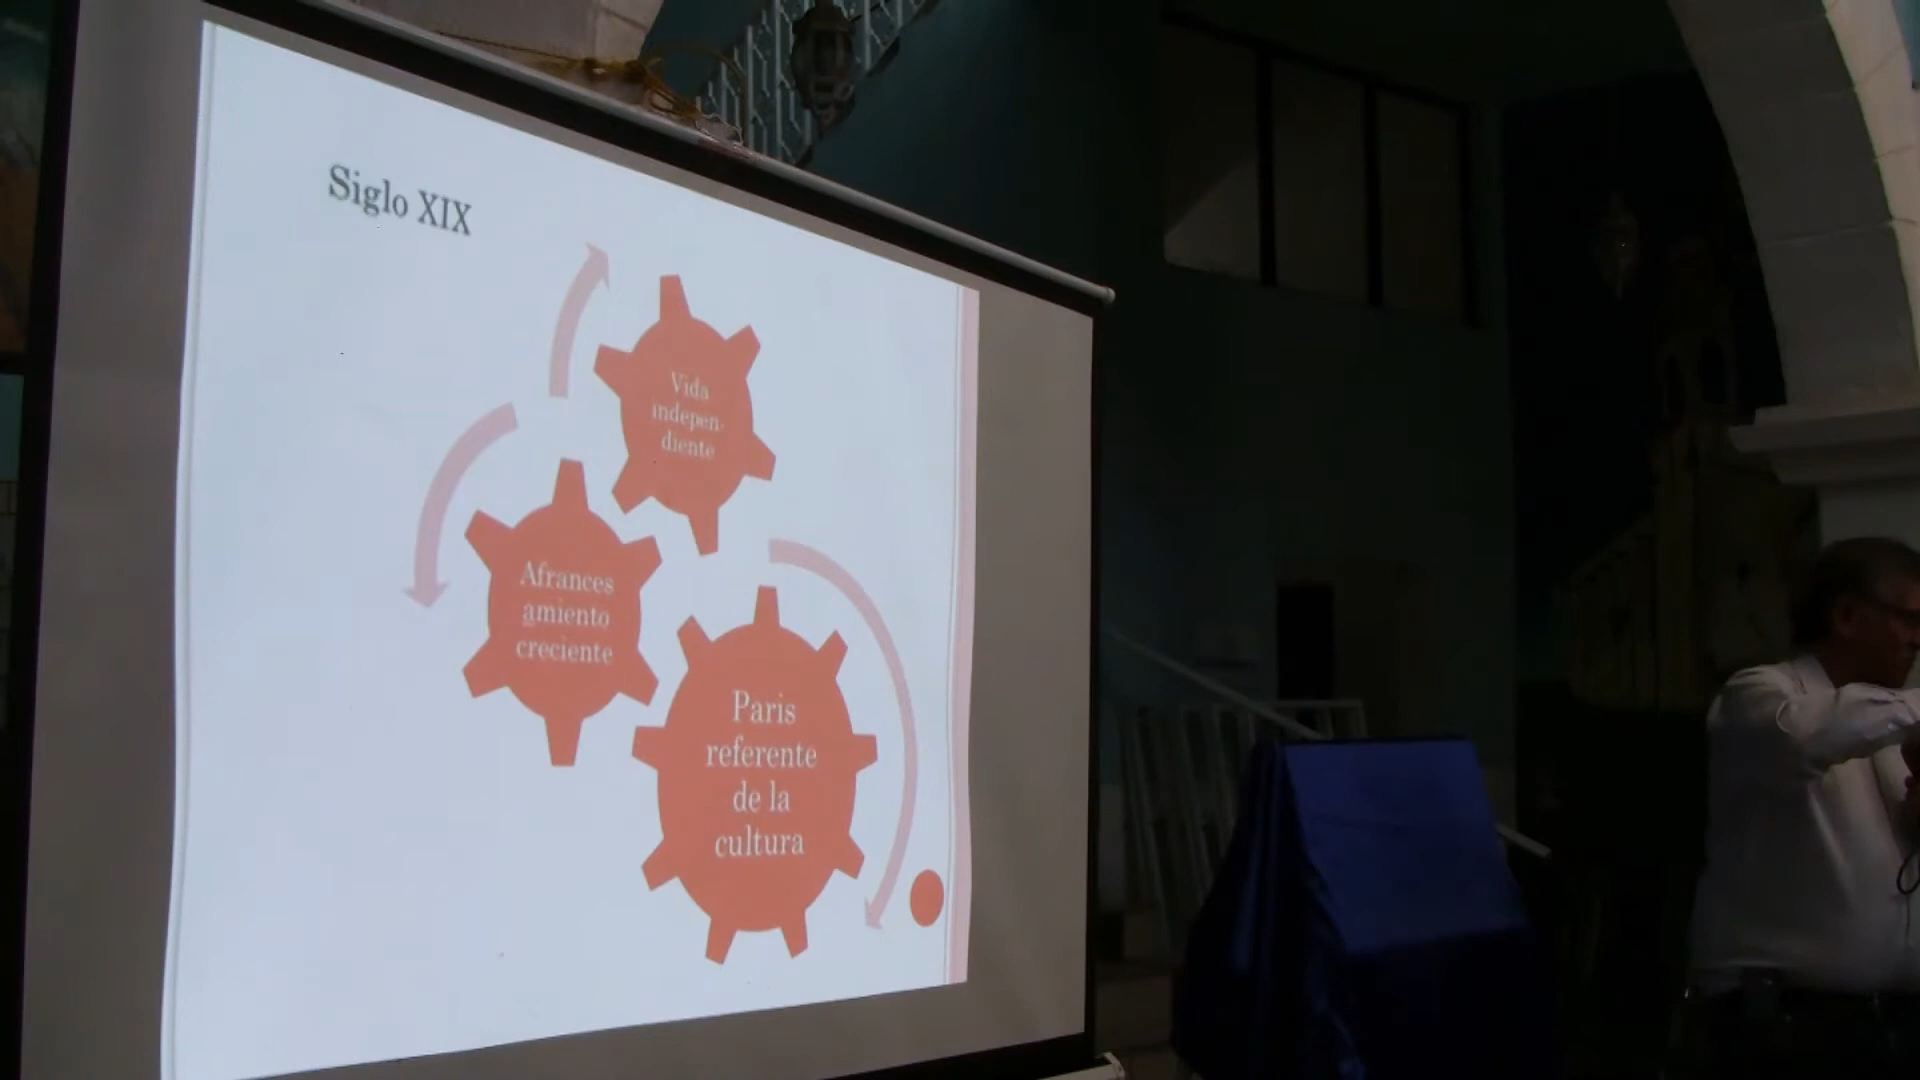 Siglo XIX
Vida
indepen-
diente
Afrances
amiento
creciente
Paris
referente
de la
cultura